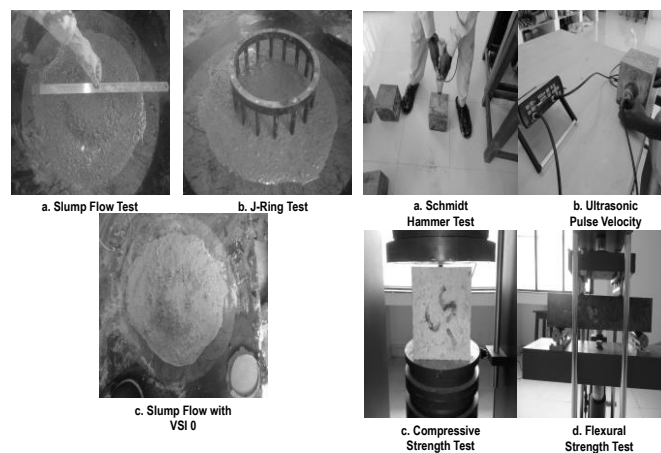 a. Slump Flow Test
b. J-Ring Test
c. Slump Flow with
VSI 0
a. Schmidt
Hammer Test
b. Ultrasonic
Pulse Velocity
c. Compressive
Strength Test
d. Flexural
Strength Test